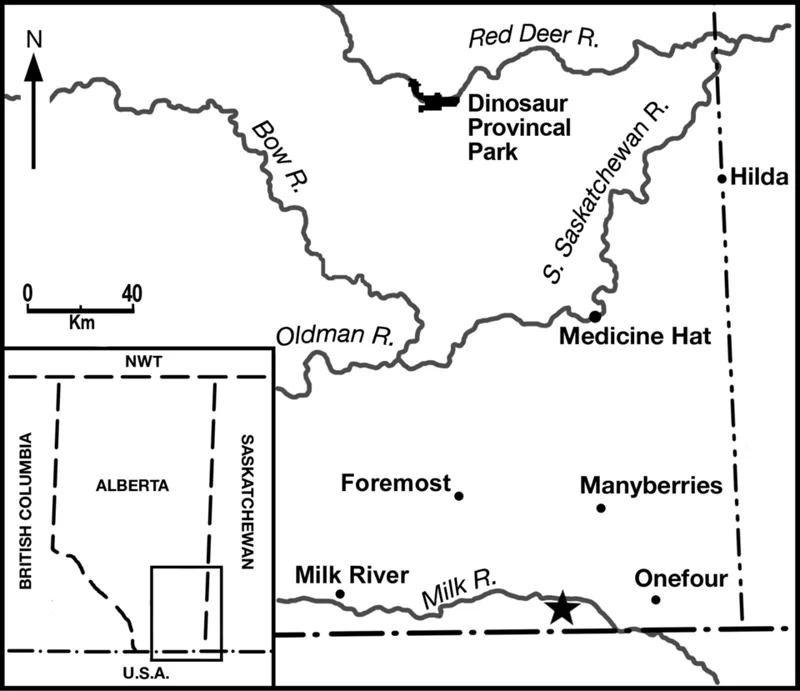 N
Red Deer R.
Dinosaur
Provincal
Park
Bow R.
S. Saskatchewan R.
Hilda
0 40
Km
Oldman R.
Medicine Hat
NWT
BRITISH COLUMBIA
ALBERTA
SASKATCHEWAN
U.S.A.
Foremost
Manyberries
Milk River
Milk R.
Onefour